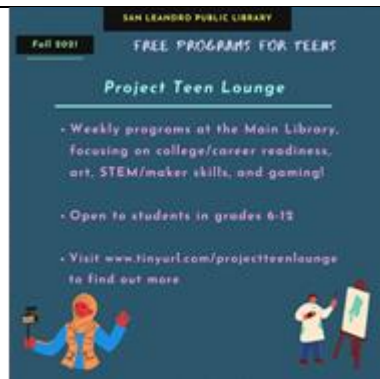 SAN LEANDRO PUBLIC LIBRARY
Fall 2021
FREE PROGRAMS FOR TEENS
Project Teen Lounge
• Weekly programs at the Main Library,
focusing on college/career readiness,
art, STEM/maker skills, and gaming!
• Open to students in grades 6-12
• Visit www.tinyurl.com/projectteenlounge
to find out more